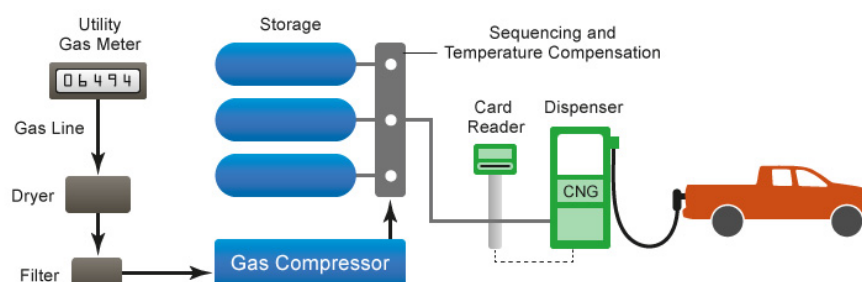 Utility
Gas Meter
06494
Gas Line
Dryer
Filter
Storage
Gas Compressor
Sequencing and
Temperature Compensation
Card
Reader
Dispenser
CNG